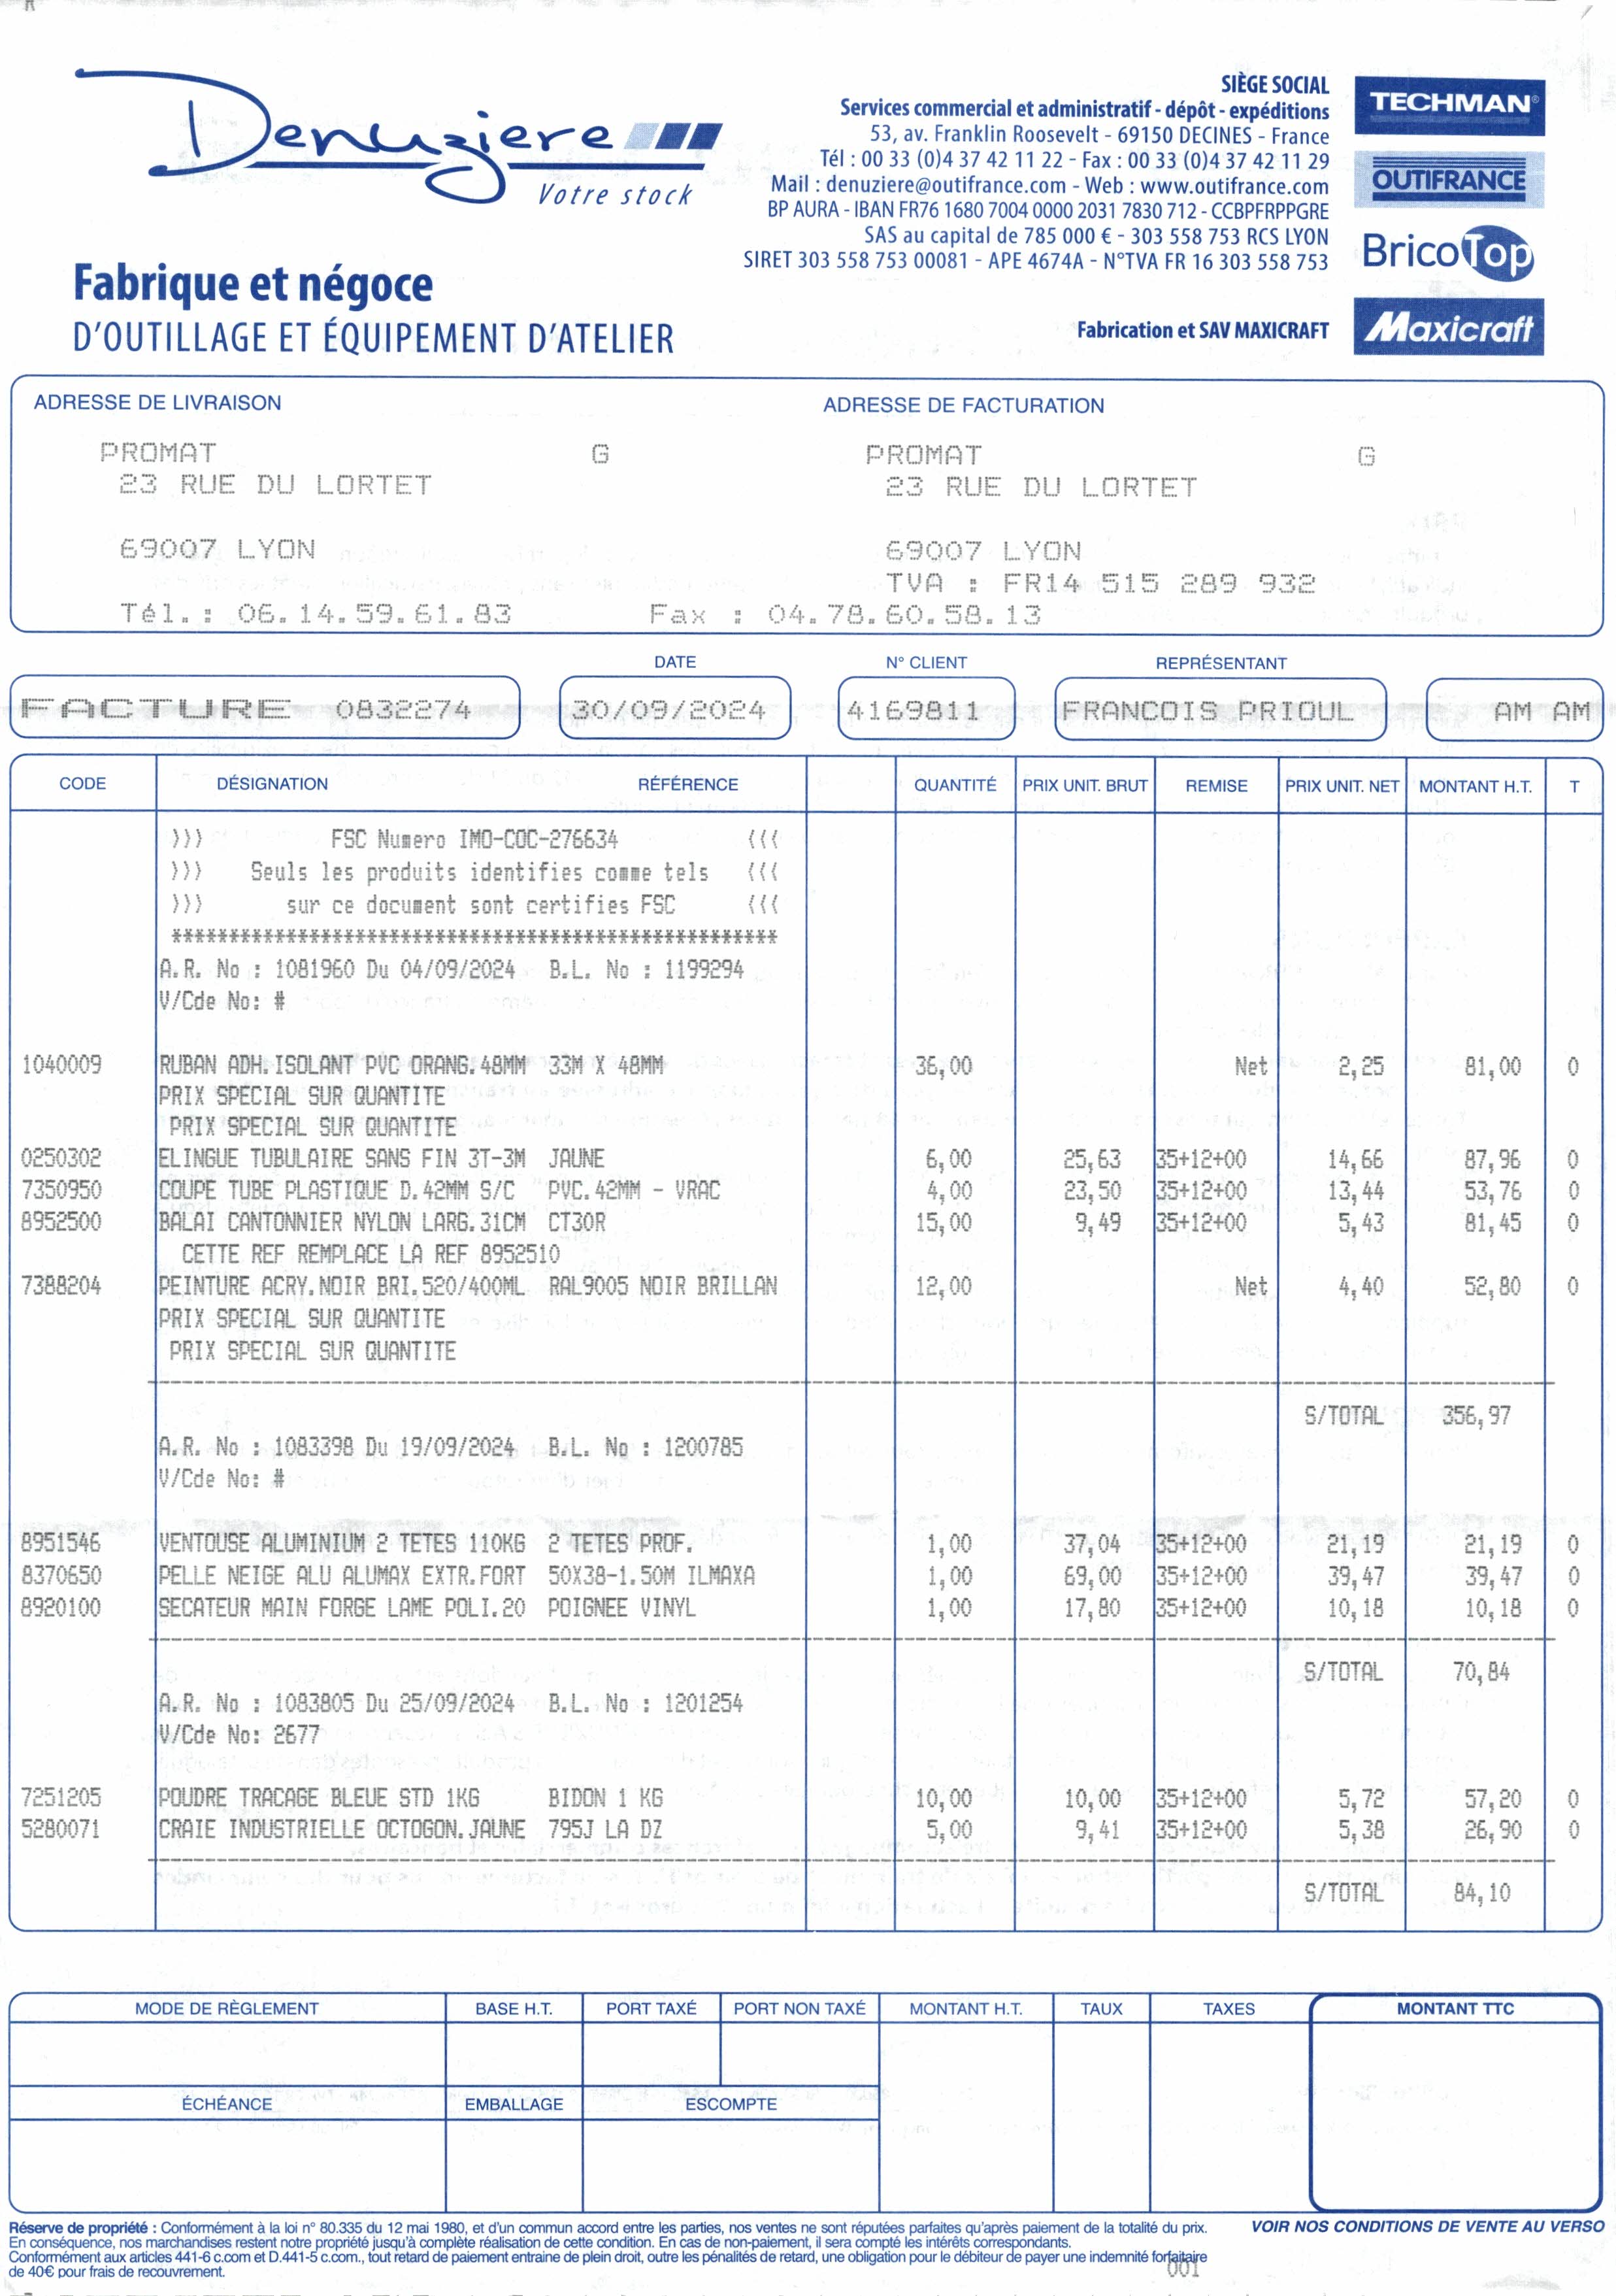 Denuziere
Votre stock
Fabrique et négoce
D'OUTILLAGE ET ÉQUIPEMENT D'ATELIER
SIÈGE SOCIAL
Services commercial et administratif - dépôt - expéditions
53, av. Franklin Roosevelt - 69150 DECINES - France
Tél : 00 33 (0)4 37 42 11 22 - Fax : 00 33 (0)4 37 42 11 29
Mail : denuziere@outifrance.com - Web : www.outifrance.com
BP AURA - IBAN FR76 1680 7004 0000 2031 7830 712 - CCBPFRPPGRE
SAS au capital de 785 000 € - 303 558 753 RCS LYON
SIRET 303 558 753 00081 - APE 4674A - N°TVA FR 16 303 558 753
Fabrication et SAV MAXICRAFT
TECHMAN®
OUTIFRANCE
BricoTop
Maxicraft
ADRESSE DE LIVRAISON
PROMAT G
23 RUE DU LORTET
69007 LYON
Tél.: 06.14.59.61.83 Fax : 04.78.60.58.13
ADRESSE DE FACTURATION
PROMAT G
23 RUE DU LORTET
69007 LYON
TVA : FR14 515 289 932
DATE N° CLIENT REPRÉSENTANT
FACTURE 0832274 30/09/2024 4169811 FRANCOIS PRIOUL AM AM
CODE DÉSIGNATION RÉFÉRENCE QUANTITÉ PRIX UNIT. BRUT REMISE PRIX UNIT. NET MONTANT H.T. T
))) FSC Numero IMO-COC-276634 (((
))) Seuls les produits identifies comme tels (((
))) sur ce document sont certifies FSC (((
****************************************************
A.R. No : 1081960 Du 04/09/2024 B.L. No : 1199294
V/Cde No: #
1040009 RUBAN ADH.ISOLANT PVC ORANG.48MM 33M X 48MM 36,00 Net 2,25 81,00 0
PRIX SPECIAL SUR QUANTITE
PRIX SPECIAL SUR QUANTITE
0250302 ELINGUE TUBULAIRE SANS FIN 3T-3M JAUNE 6,00 25,63 35+12+00 14,66 87,96 0
7350950 COUPE TUBE PLASTIQUE D.42MM S/C PVC.42MM - VRAC 4,00 23,50 35+12+00 13,44 53,76 0
8952500 BALAI CANTONNIER NYLON LARG.31CM CT30R 15,00 9,49 35+12+00 5,43 81,45 0
CETTE REF REMPLACE LA REF 8952510
7388204 PEINTURE ACRY.NOIR BRI.520/400ML RAL9005 NOIR BRILLAN 12,00 Net 4,40 52,80 0
PRIX SPECIAL SUR QUANTITE
PRIX SPECIAL SUR QUANTITE
S/TOTAL 356,97
A.R. No : 1083398 Du 19/09/2024 B.L. No : 1200785
V/Cde No: #
8951546 VENTOUSE ALUMINIUM 2 TETES 110KG 2 TETES PROF. 1,00 37,04 35+12+00 21,19 21,19 0
8370650 PELLE NEIGE ALU ALUMAX EXTR.FORT 50X38-1.50M ILMAXA 1,00 69,00 35+12+00 39,47 39,47 0
8920100 SECATEUR MAIN FORGE LAME POLI.20 POIGNEE VINYL 1,00 17,80 35+12+00 10,18 10,18 0
S/TOTAL 70,84
A.R. No : 1083805 Du 25/09/2024 B.L. No : 1201254
V/Cde No: 2677
7251205 POUDRE TRACAGE BLEUE STD 1KG BIDON 1 KG 10,00 10,00 35+12+00 5,72 57,20 0
5280071 CRAIE INDUSTRIELLE OCTOGON.JAUNE 795J LA DZ 5,00 9,41 35+12+00 5,38 26,90 0
S/TOTAL 84,10
MODE DE RÈGLEMENT BASE H.T. PORT TAXÉ PORT NON TAXÉ MONTANT H.T. TAUX TAXES MONTANT TTC
ÉCHÉANCE EMBALLAGE ESCOMPTE
Réserve de propriété : Conformément à la loi n° 80.335 du 12 mai 1980, et d'un commun accord entre les parties, nos ventes ne sont réputées parfaites qu'après paiement de la totalité du prix.
En conséquence, nos marchandises restent notre propriété jusqu'à complète réalisation de cette condition. En cas de non-paiement, il sera compté les intérêts correspondants.
Conformément aux articles 441-6 c.com et D.441-5 c.com., tout retard de paiement entraine de plein droit, outre les pénalités de retard, une obligation pour le débiteur de payer une indemnité forfaitaire
de 40€ pour frais de recouvrement.
VOIR NOS CONDITIONS DE VENTE AU VERSO
001